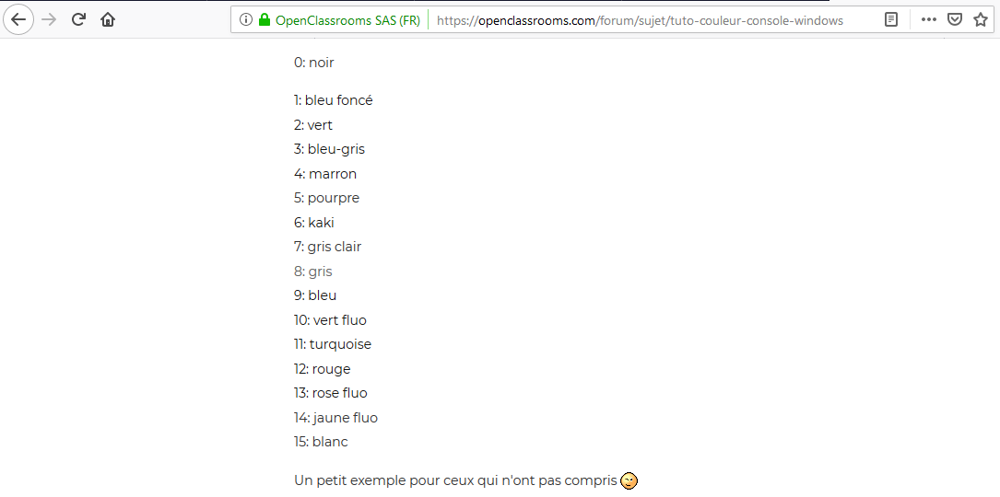 OpenClassrooms SAS (FR) https://openclassrooms.com/forum/sujet/tuto-couleur-console-windows
0: noir
1: bleu foncé
2: vert
3: bleu-gris
4: marron
5: pourpre
6: kaki
7: gris clair
8: gris
9: bleu
10: vert fluo
11: turquoise
12: rouge
13: rose fluo
14: jaune fluo
15: blanc
Un petit exemple pour ceux qui n'ont pas compris